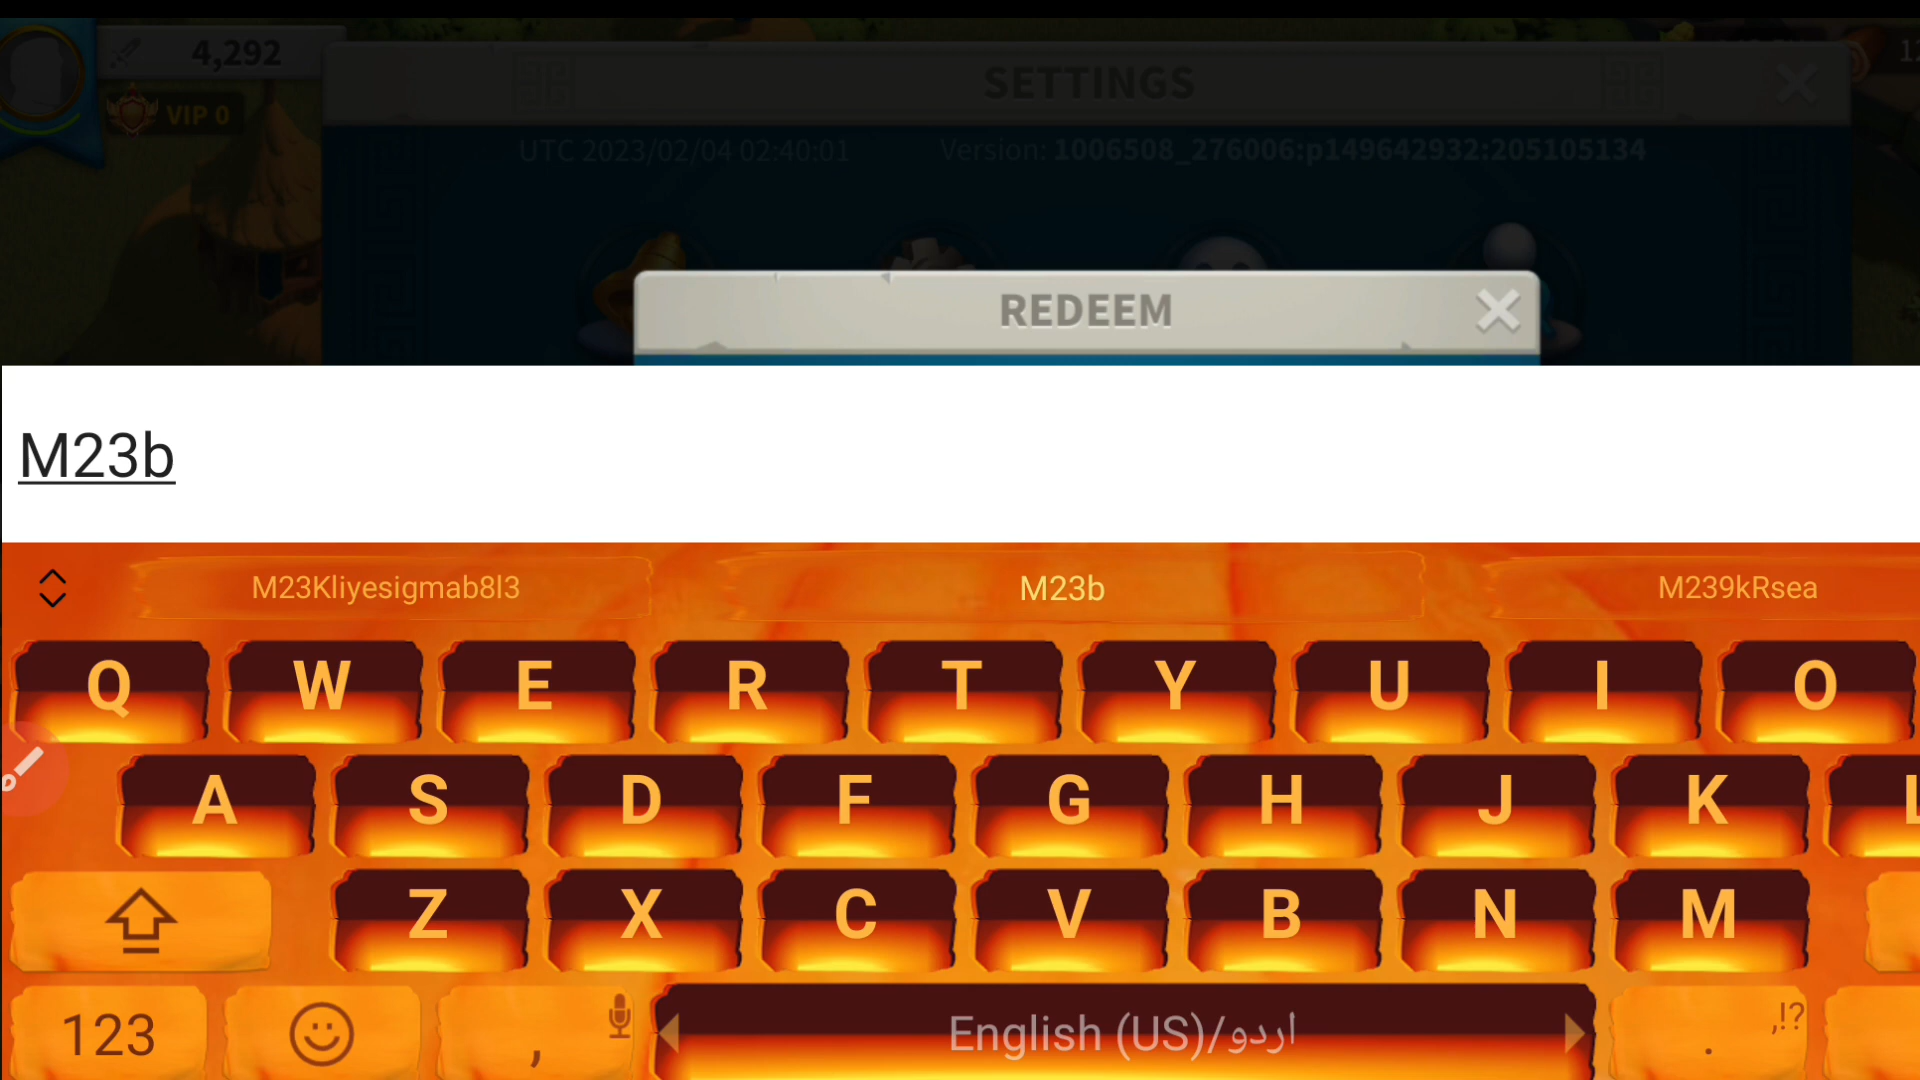 4,292
SETTINGS
VIP 0
UTC 2023/02/04 02:40:01 Version: 1006508_276006:p149642932:205105134
REDEEM
M23b
M23Kliyesigmab8l3 M23b M239kRsea
Q W E R T Y U I O
A S D F G H J K L
Z X C V B N M
123 , English (US)/اردو . ,!?